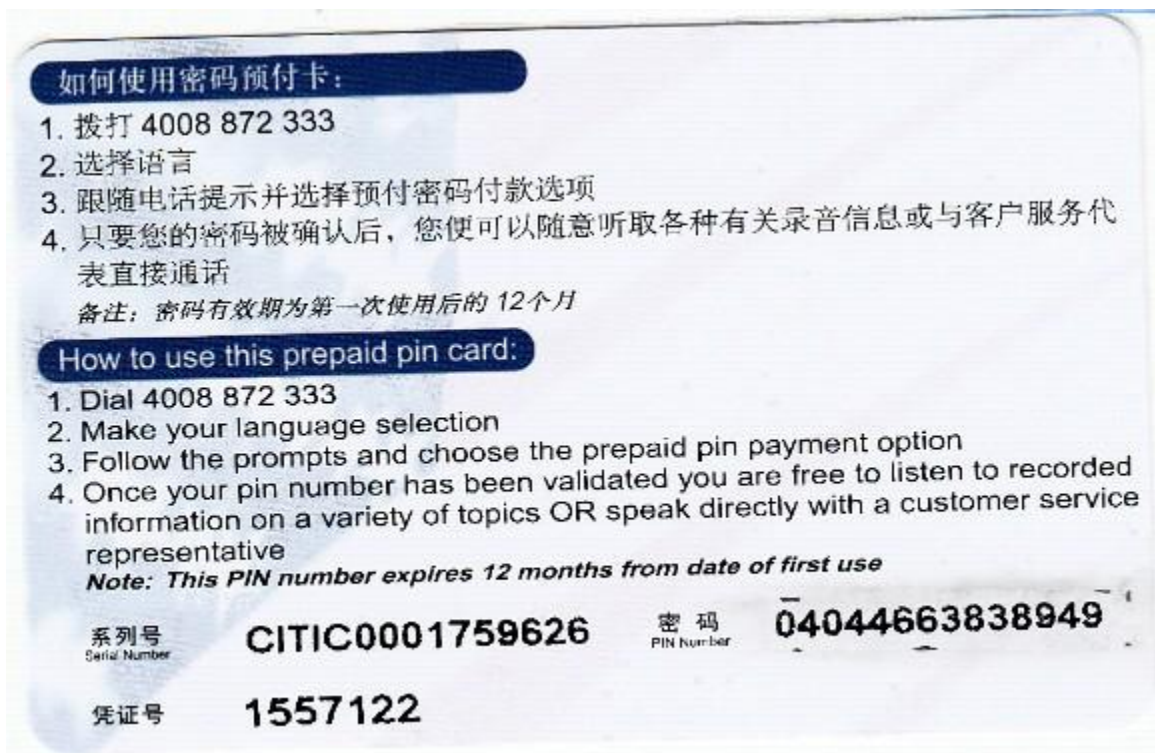 如何使用密码预付卡：
1. 拨打 4008 872 333
2. 选择语言
3. 跟随电话提示并选择预付密码付款选项
4. 只要您的密码被确认后，您便可以随意听取各种有关录音信息或与客户服务代
表直接通话
备注：密码有效期为第一次使用后的 12个月
How to use this prepaid pin card:
1. Dial 4008 872 333
2. Make your language selection
3. Follow the prompts and choose the prepaid pin payment option
4. Once your pin number has been validated you are free to listen to recorded
information on a variety of topics OR speak directly with a customer service
representative
Note: This PIN number expires 12 months from date of first use
系列号 CITIC0001759626 密 码 04044663838949
Serial Number PIN Number
凭证号 1557122